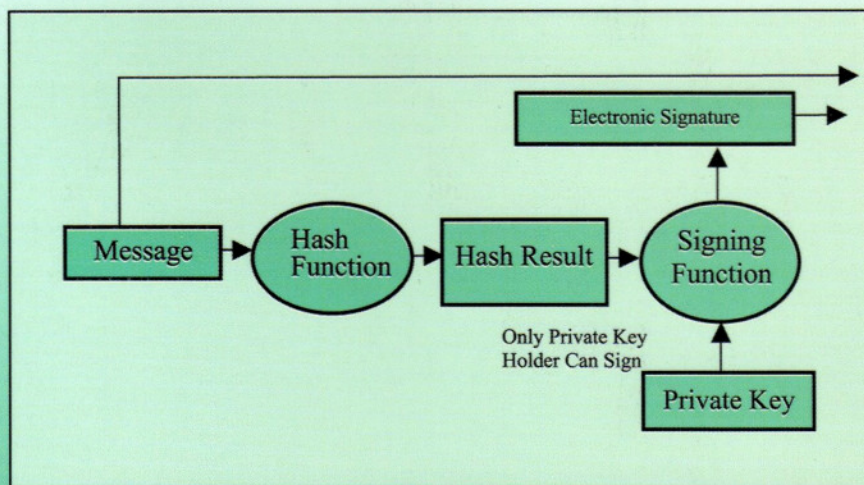 Electronic Signature
Message
Hash
Function
Hash Result
Signing
Function
Only Private Key
Holder Can Sign
Private Key